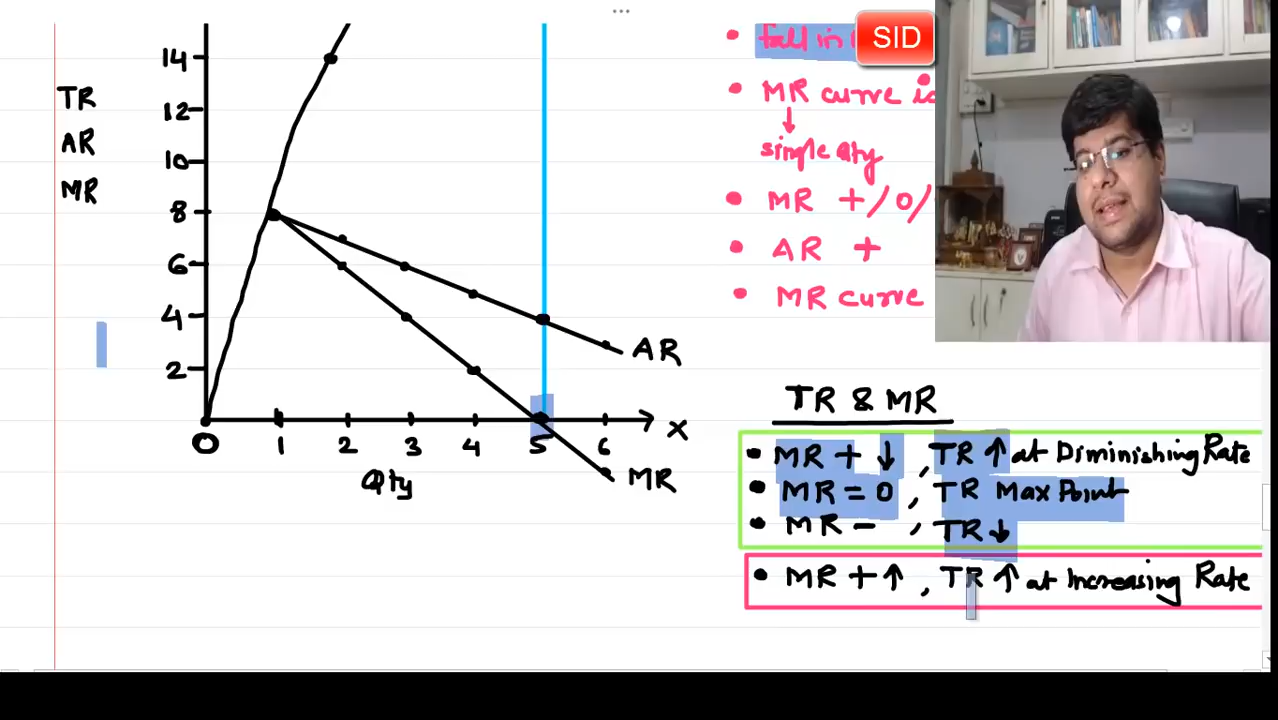 SID
14
12
10
8
6
4
2
TR
AR
MR
O 1 2 3 4 5 6 X
Qty
AR
MR
• fall in
• MR curve is
↓
single Qty
• MR +/0/
• AR +
• MR curve
TR & MR
• MR + ↓ , TR ↑ at Diminishing Rate
• MR = 0 , TR Max Point
• MR - , TR ↓
• MR + ↑ , TR ↑ at Increasing Rate